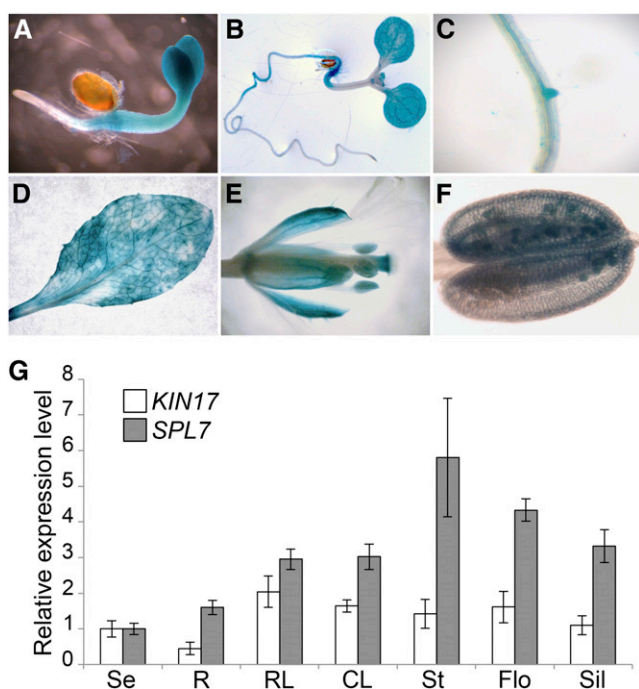 A
B
C
D
E
F
G
8
7
6
5
4
3
2
1
0
Relative expression level
KIN17
SPL7
Se R RL CL St Flo Sil